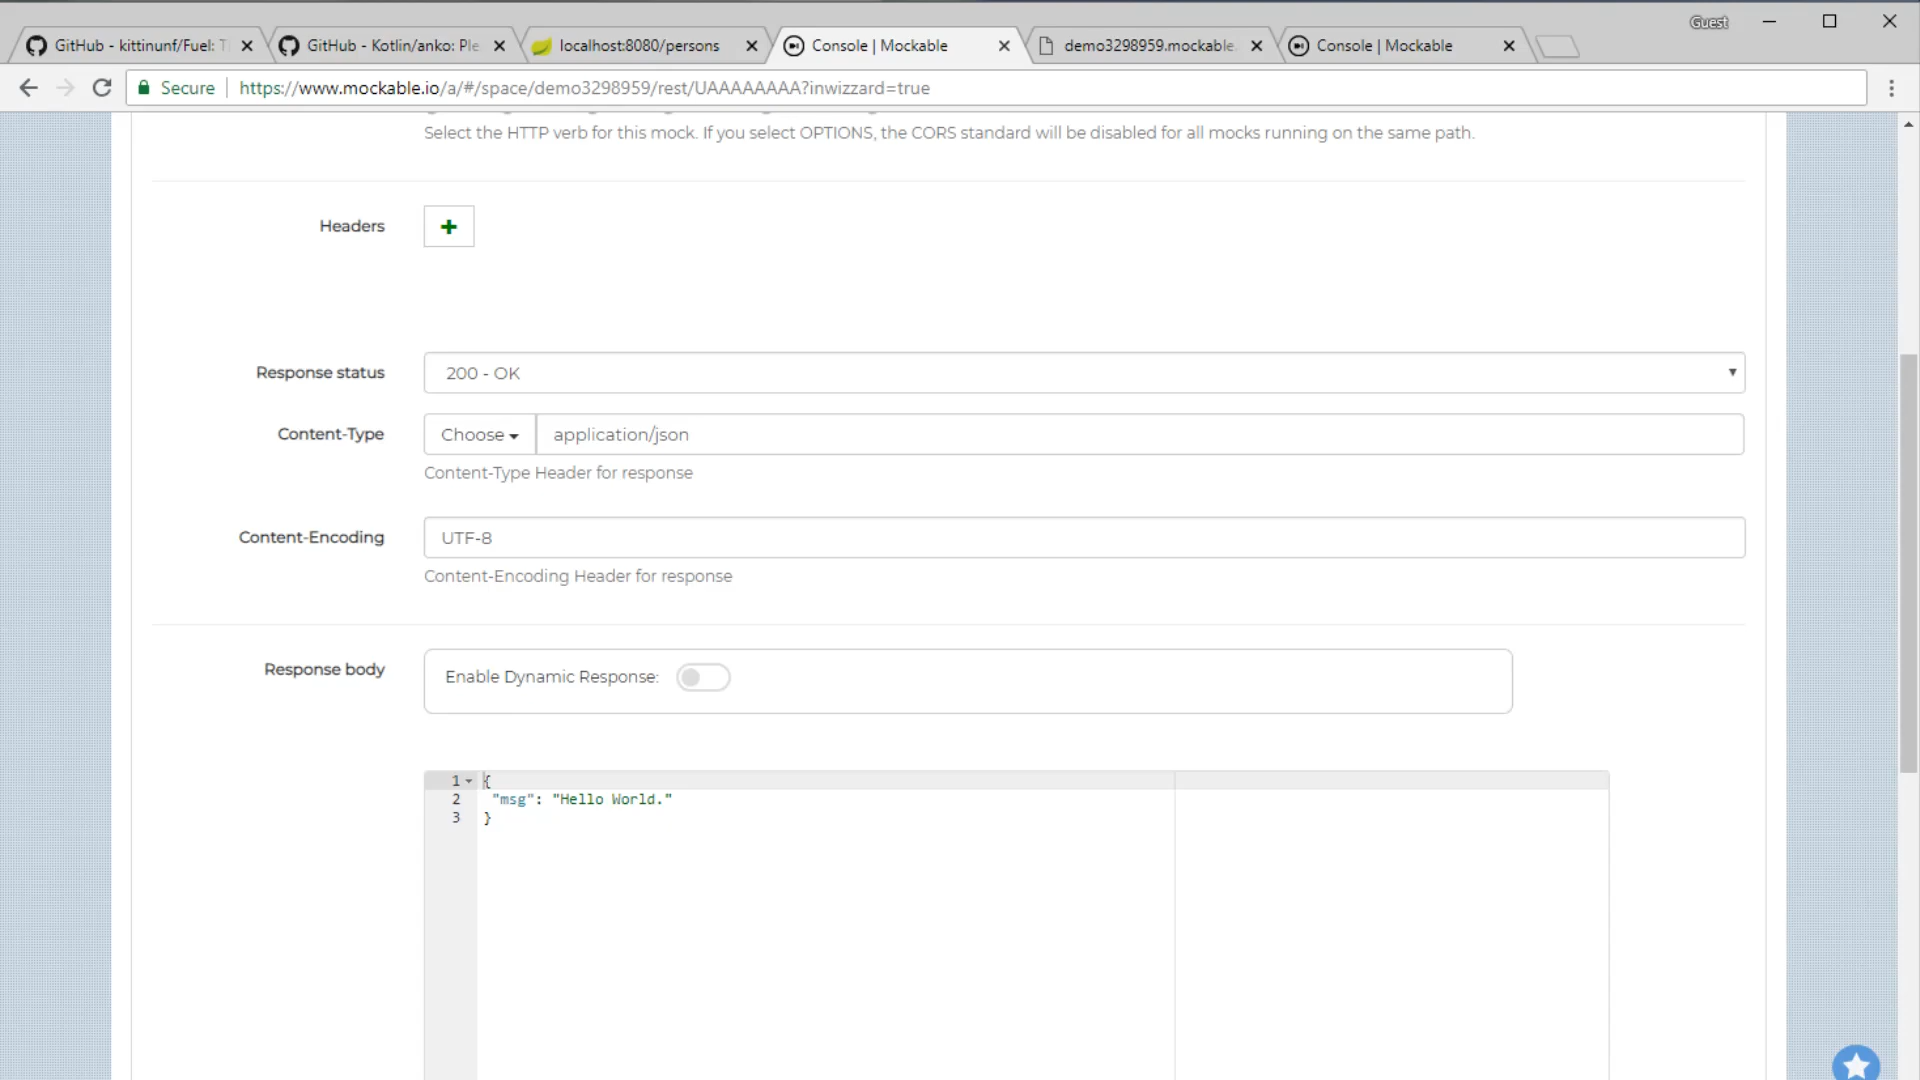 Guest
GitHub - kittinunf/Fuel: T
GitHub - Kotlin/anko: Ple
localhost:8080/persons
Console | Mockable
demo3298959.mockable.
Console | Mockable
Secure
https://www.mockable.io/a/#/space/demo3298959/rest/UAAAAAAAA?inwizzard=true
Select the HTTP verb for this mock. If you select OPTIONS, the CORS standard will be disabled for all mocks running on the same path.
Headers
Response status
200 - OK
Content-Type
Choose
application/json
Content-Type Header for response
Content-Encoding
UTF-8
Content-Encoding Header for response
Response body
Enable Dynamic Response:
1 {
2 "msg": "Hello World."
3 }